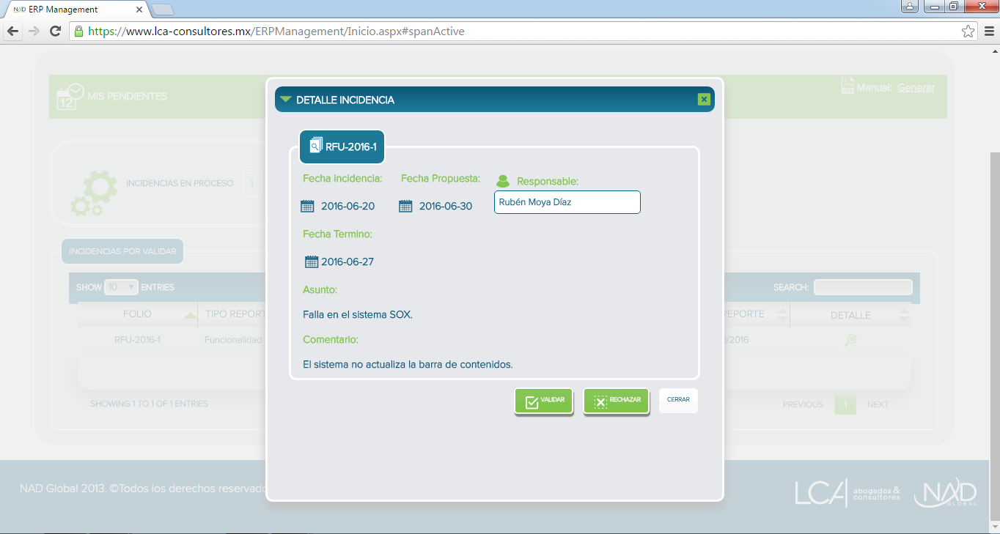 NAD ERP Management
https://www.lca-consultores.mx/ERPManagement/Inicio.aspx#spanActive
12 MIS PENDIENTES
Manual: Generar
DETALLE INCIDENCIA
RFU-2016-1
Fecha incidencia: Fecha Propuesta: Responsable:
2016-06-20 2016-06-30 Rubén Moya Díaz
INCIDENCIAS EN PROCESO 1
Fecha Termino:
2016-06-27
INCIDENCIAS POR VALIDAR
Asunto:
Falla en el sistema SOX.
Comentario:
El sistema no actualiza la barra de contenidos.
SHOW 10 ENTRIES
SEARCH:
FOLIO TIPO REPORT
EPORTE DETALLE
RFU-2016-1 Funcionalidad
/2016
VALIDAR RECHAZAR CERRAR
SHOWING 1 TO 1 OF 1 ENTRIES
PREVIOUS 1 NEXT
NAD Global 2013. ©Todos los derechos reservado
LCA abogados & consultores
NAD GLOBAL